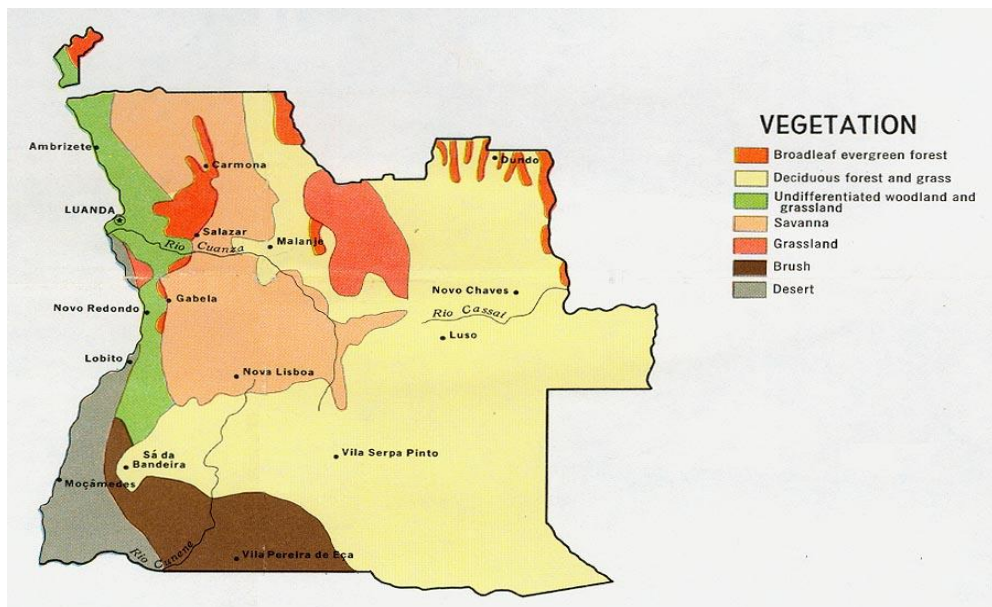 VEGETATION
Broadleaf evergreen forest
Deciduous forest and grass
Undifferentiated woodland and
grassland
Savanna
Grassland
Brush
Desert
Ambrizete
Carmona
Dundo
LUANDA
Salazar
Rio Cuanza
Malanje
Gabela
Novo Redondo
Novo Chaves
Rio Cassai
Luso
Lobito
Nova Lisboa
Sá da
Bandeira
Vila Serpa Pinto
Moçâmedes
Rio Cunene
Vila Pereira de Eca